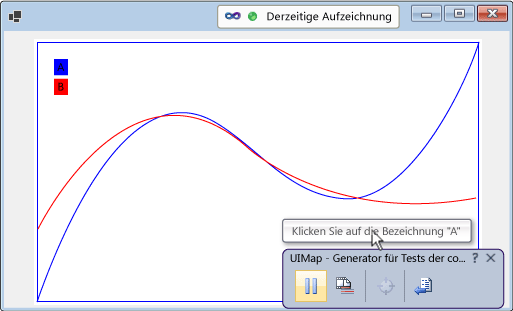 Derzeitige Aufzeichnung
A
B
Klicken Sie auf die Bezeichnung "A"
UIMap - Generator für Tests der co...